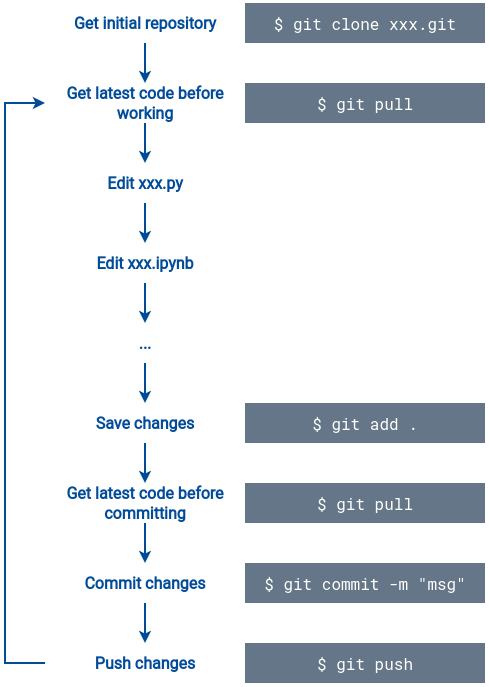 Get initial repository
$ git clone xxx.git
Get latest code before
working
$ git pull
Edit xxx.py
Edit xxx.ipynb
...
Save changes
$ git add .
Get latest code before
committing
$ git pull
Commit changes
$ git commit -m "msg"
Push changes
$ git push